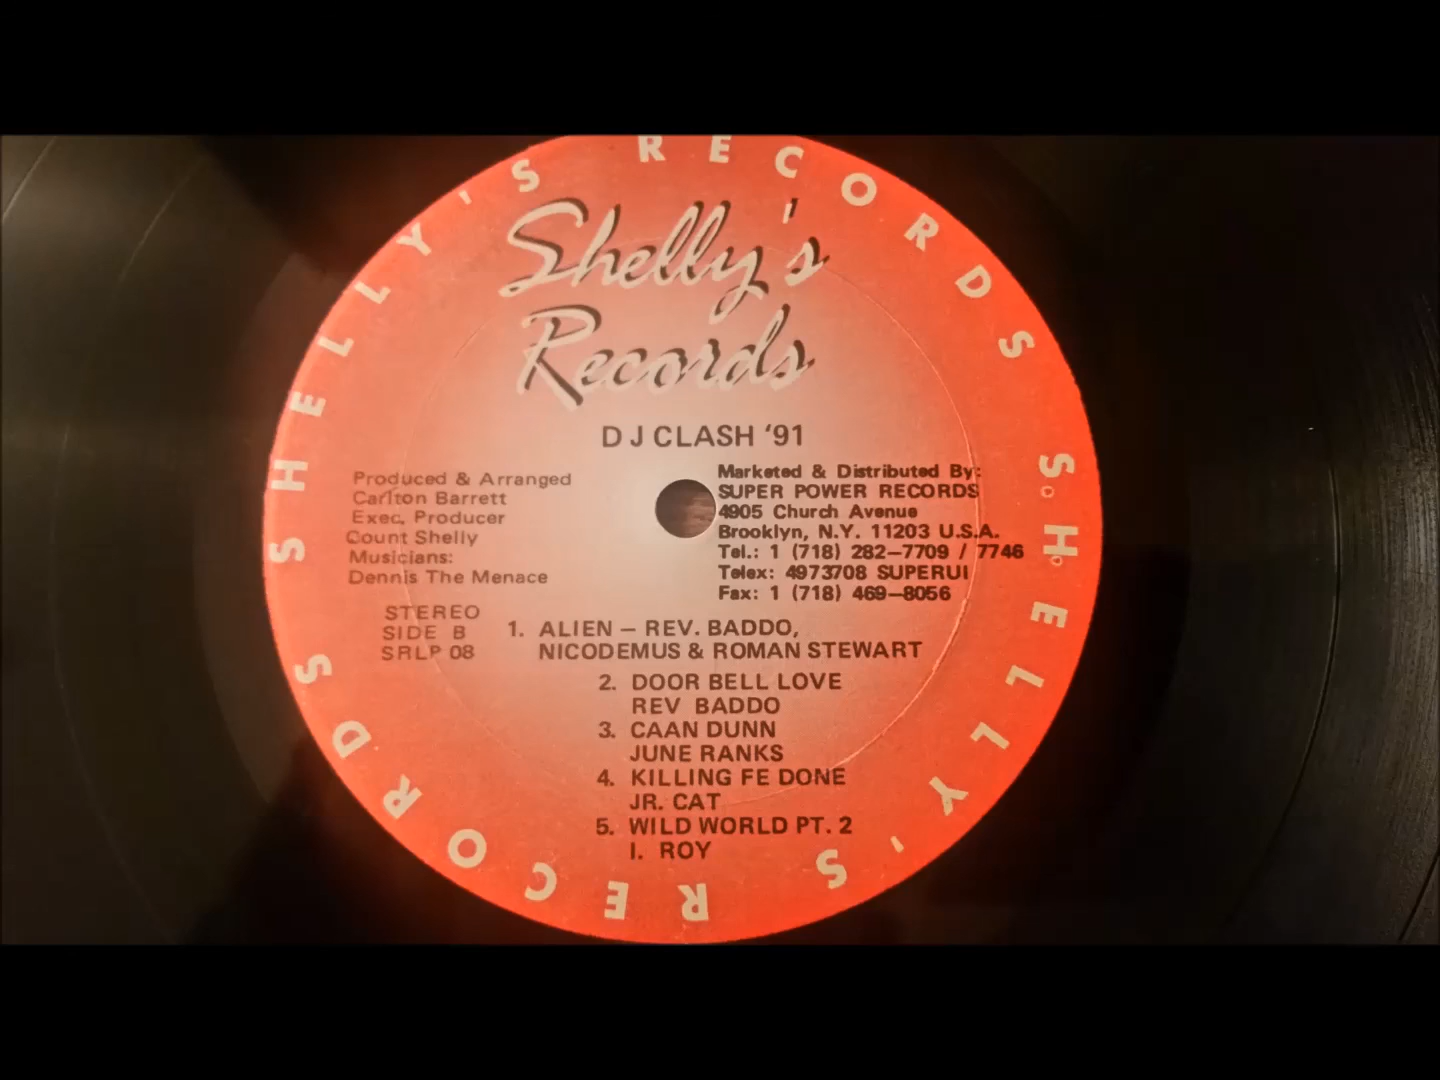 SHELLY'S RECORDS SHELLY'S RECORDS
Shelly's
Records
DJ CLASH '91
Produced & Arranged
Carlton Barrett
Exec. Producer
Count Shelly
Musicians:
Dennis The Menace
STEREO
SIDE B
SRLP 08
Marketed & Distributed By:
SUPER POWER RECORDS
4905 Church Avenue
Brooklyn, N.Y. 11203 U.S.A.
Tel.: 1 (718) 282-7709 / 7746
Telex: 4973708 SUPERUI
Fax: 1 (718) 469-8056
1. ALIEN - REV. BADDO,
NICODEMUS & ROMAN STEWART
2. DOOR BELL LOVE
REV BADDO
3. CAAN DUNN
JUNE RANKS
4. KILLING FE DONE
JR. CAT
5. WILD WORLD PT. 2
I. ROY